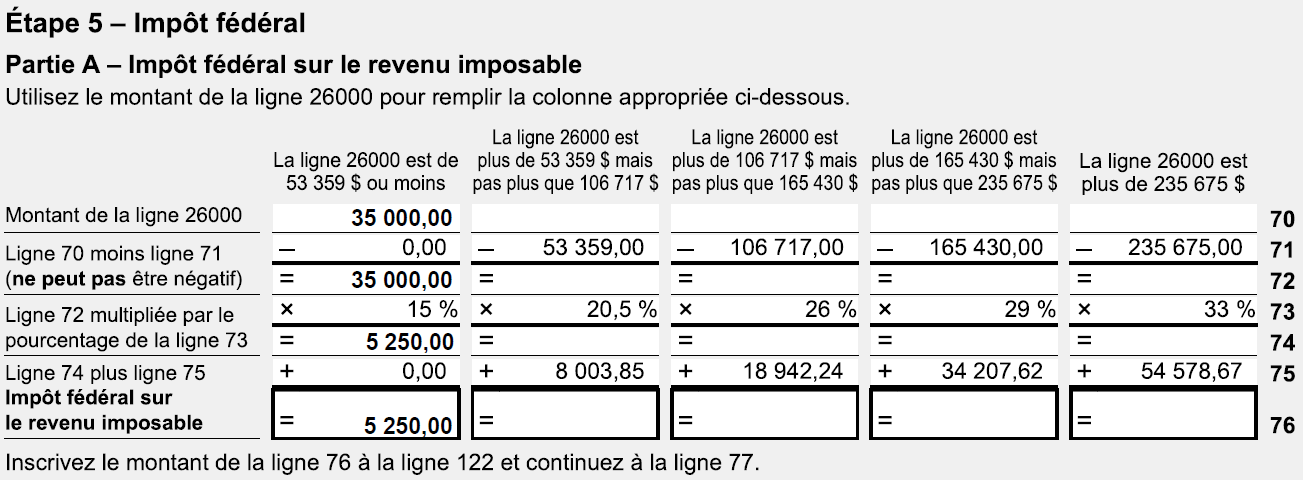 Étape 5 – Impôt fédéral
Partie A – Impôt fédéral sur le revenu imposable
Utilisez le montant de la ligne 26000 pour remplir la colonne appropriée ci-dessous.
La ligne 26000 est de
53 359 $ ou moins
La ligne 26000 est
plus de 53 359 $ mais
pas plus que 106 717 $
La ligne 26000 est
plus de 106 717 $ mais
pas plus que 165 430 $
La ligne 26000 est
plus de 165 430 $ mais
pas plus que 235 675 $
La ligne 26000 est
plus de 235 675 $
Montant de la ligne 26000 35 000,00 70
– 0,00 – 53 359,00 – 106 717,00 – 165 430,00 – 235 675,00 71
Ligne 70 moins ligne 71
(ne peut pas être négatif) = 35 000,00 = = = = 72
× 15 % × 20,5 % × 26 % × 29 % × 33 % 73
Ligne 72 multipliée par le
pourcentage de la ligne 73 = 5 250,00 = = = = 74
+ 0,00 + 8 003,85 + 18 942,24 + 34 207,62 + 54 578,67 75
Ligne 74 plus ligne 75
Impôt fédéral sur
le revenu imposable = 5 250,00 = = = = 76
Inscrivez le montant de la ligne 76 à la ligne 122 et continuez à la ligne 77.